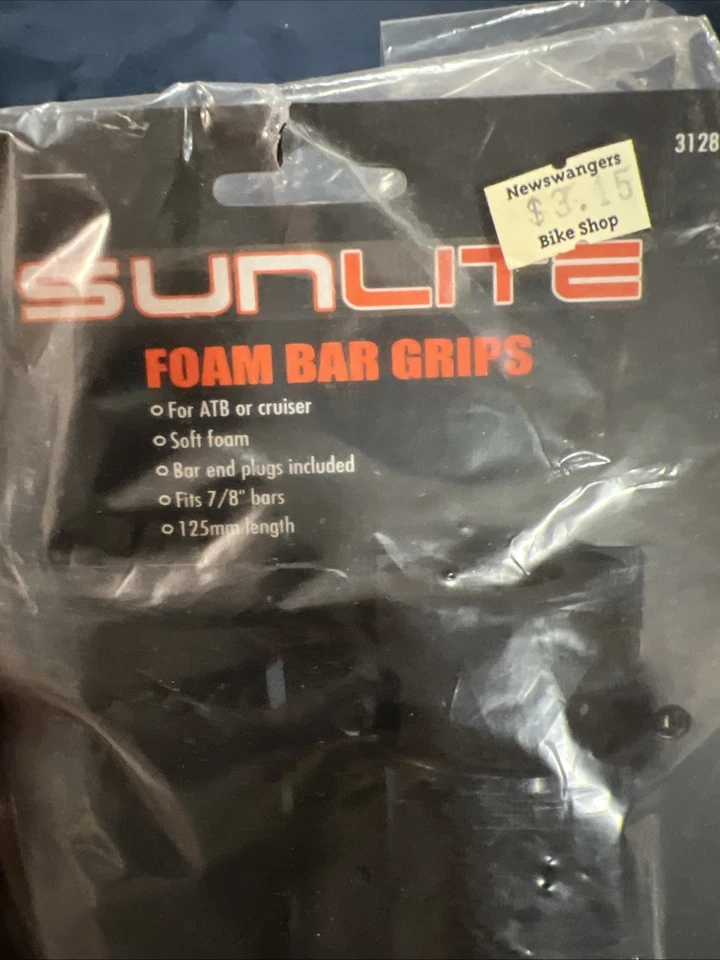 3128
Newswangers
$3.15
Bike Shop
SUNLITE
FOAM BAR GRIPS
For ATB or cruiser
Soft foam
Bar end plugs included
Fits 7/8" bars
125mm length